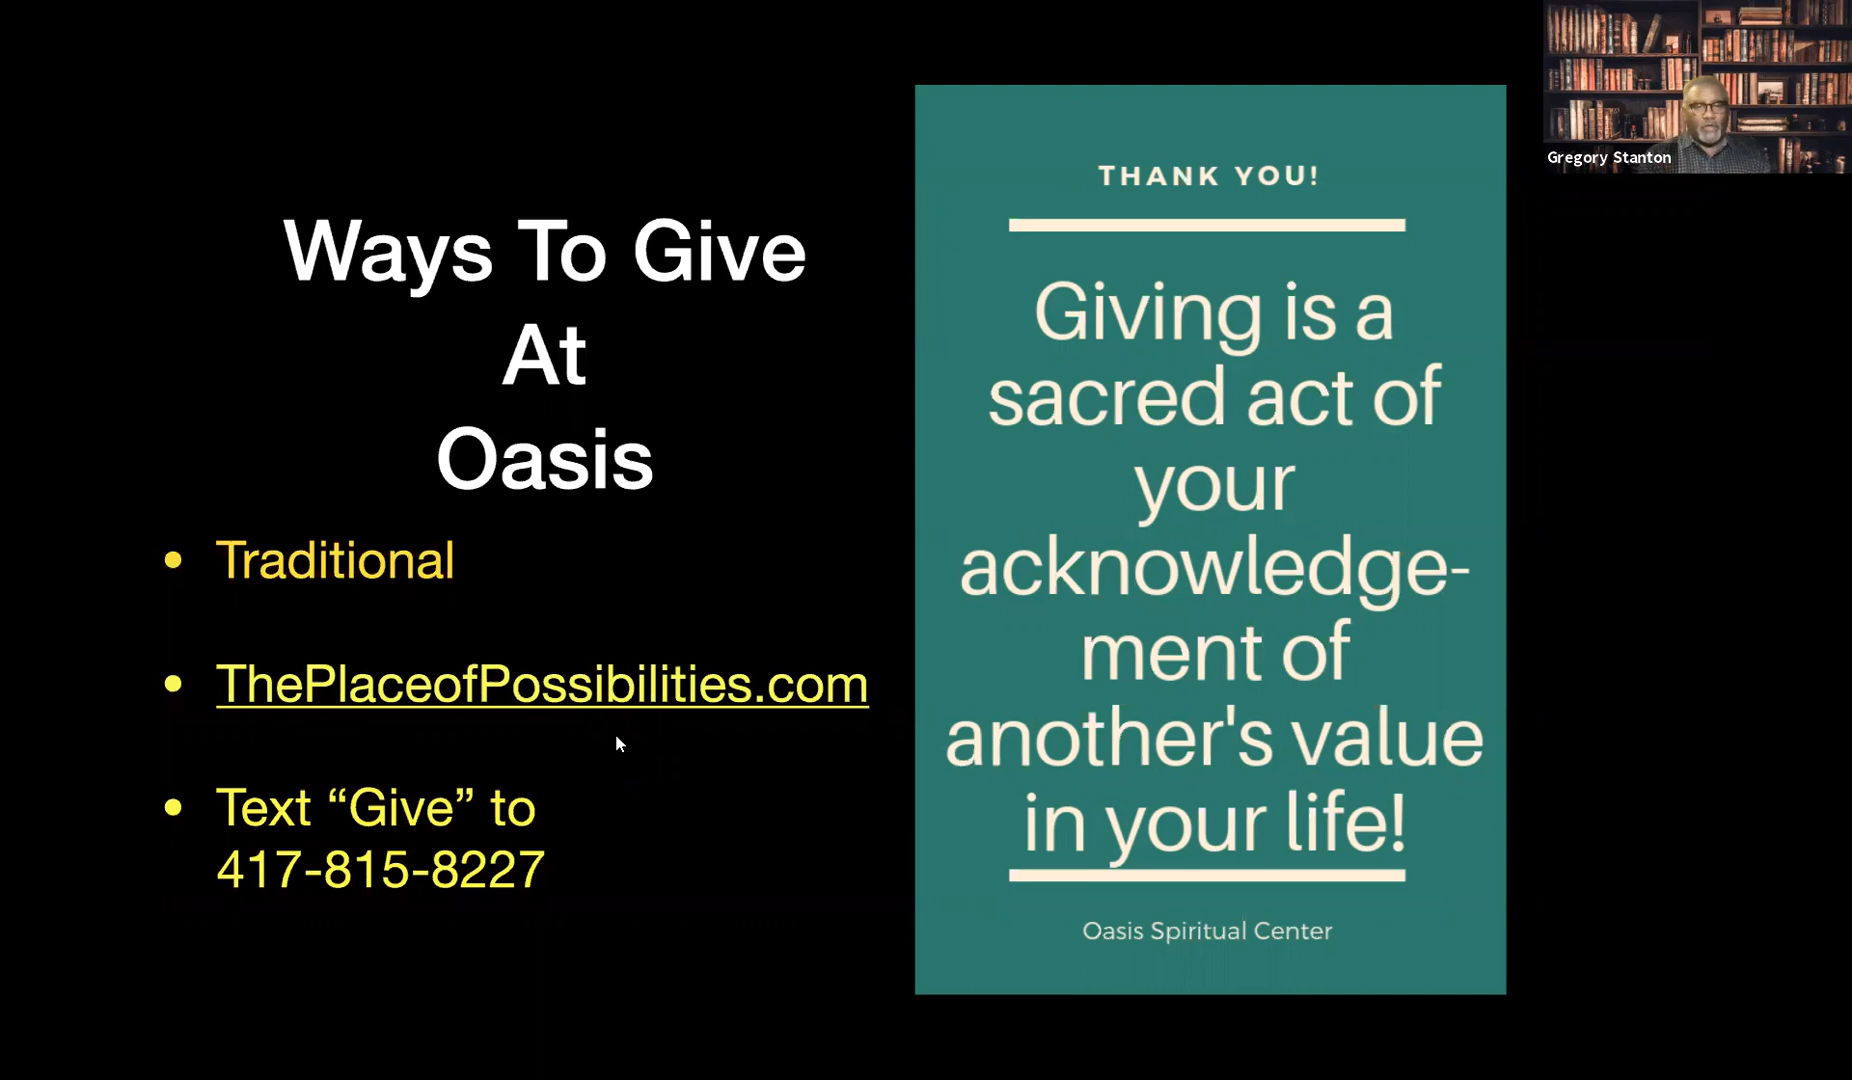 Ways To Give
At
Oasis
• Traditional
• ThePlaceofPossibilities.com
• Text “Give” to
417-815-8227
THANK YOU!
Giving is a
sacred act of
your
acknowledge-
ment of
another's value
in your life!
Oasis Spiritual Center
Gregory Stanton